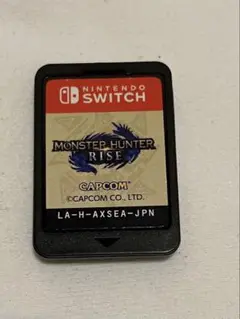 NINTENDO
SWITCH
MONSTER HUNTER
RISE
CAPCOM
©CAPCOM CO., LTD.
LA-H-AXSEA-JPN